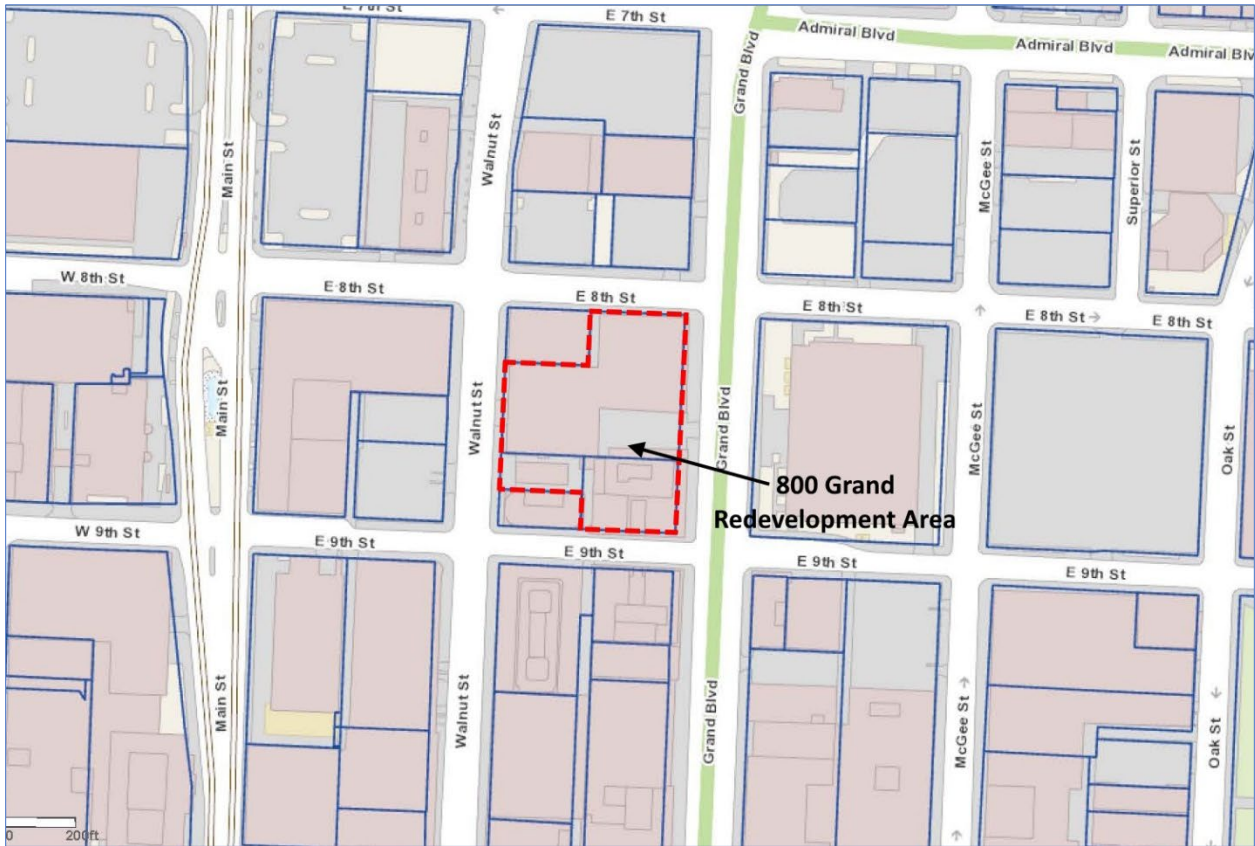 E 7th St
E 7th St
Admiral Blvd
Admiral Blvd
Admiral Blv
Grand Blvd
Main St
Walnut St
McGee St
Superior St
W 8th St
E 8th St
E 8th St
E 8th St
E 8th St
E 8th St
Main St
Walnut St
Grand Blvd
McGee St
Oak St
800 Grand
Redevelopment Area
W 9th St
E 9th St
E 9th St
E 9th St
E 9th St
Main St
Walnut St
Grand Blvd
McGee St
Oak St
0 200ft